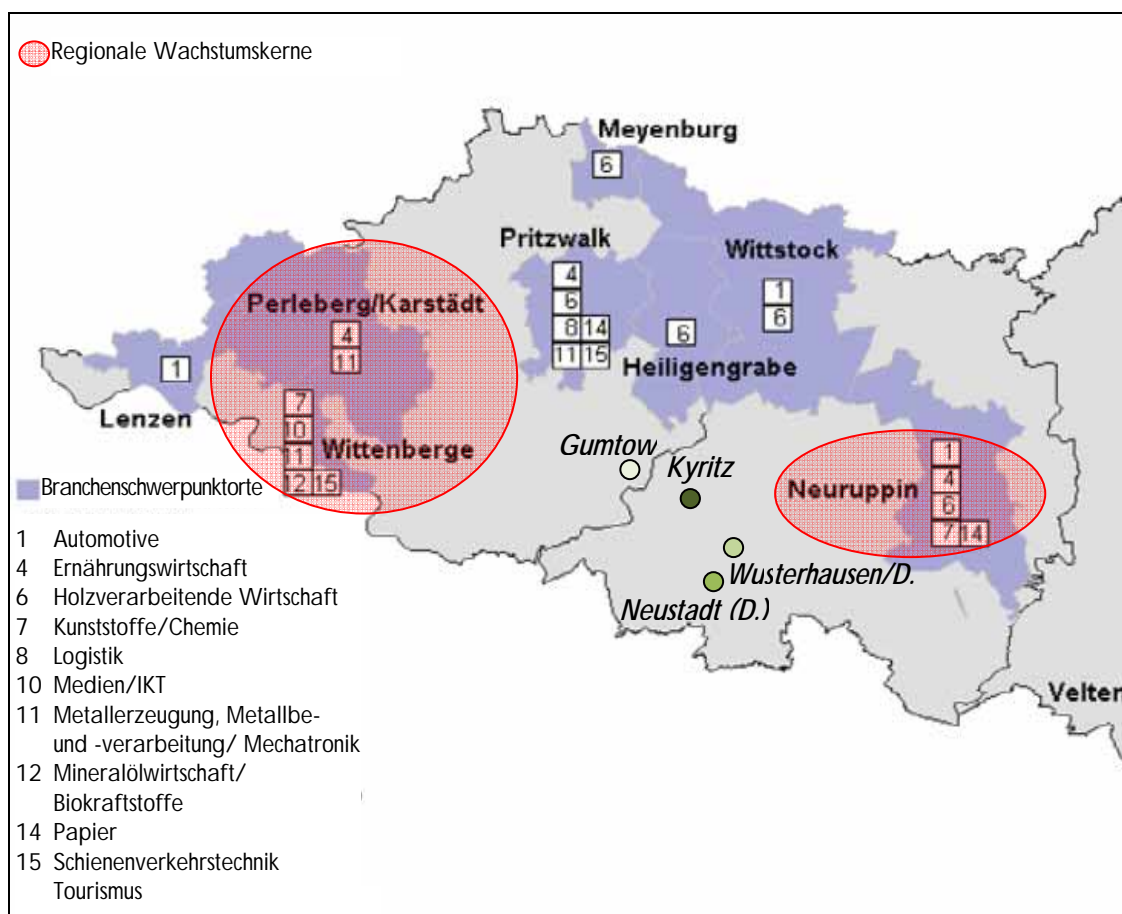 Regionale Wachstumskerne
Meyenburg
6
Pritzwalk
4
6
8 14
11 15
Wittstock
1
6
Perleberg/Karstädt
4
11
6
Heiligengrabe
1
Lenzen
7
10
11
12 15
Wittenberge
Gumtow
Kyritz
Neuruppin
1
4
6
7 14
Wusterhausen/D.
Neustadt (D.)
Velten
Branchenschwerpunktorte
1 Automotive
4 Ernährungswirtschaft
6 Holzverarbeitende Wirtschaft
7 Kunststoffe/Chemie
8 Logistik
10 Medien/IKT
11 Metallerzeugung, Metallbe-
und -verarbeitung/ Mechatronik
12 Mineralölwirtschaft/
Biokraftstoffe
14 Papier
15 Schienenverkehrstechnik
Tourismus